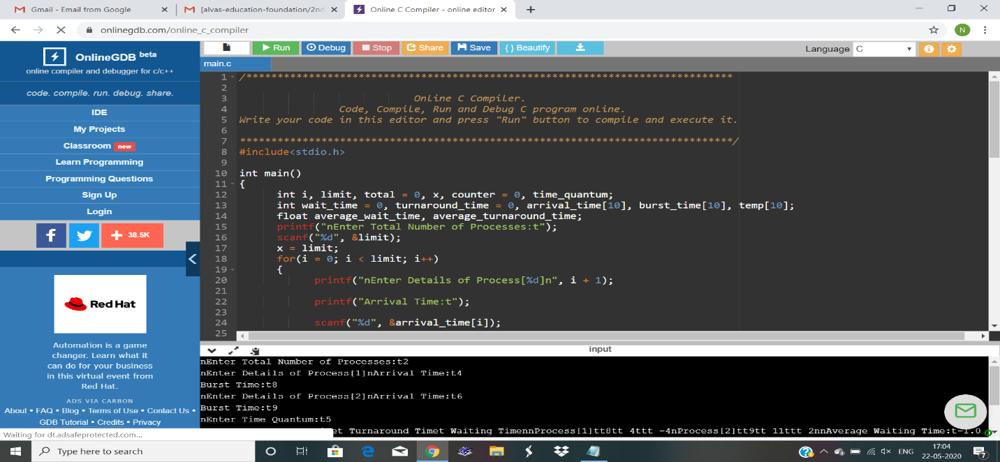 Gmail - Email from Google
[alvas-education-foundation/2nd
Online C Compiler - online editor
onlinegdb.com/online_c_compiler
N
OnlineGDB beta
online compiler and debugger for c/c++
code. compile. run. debug. share.
IDE
My Projects
Classroom new
Learn Programming
Programming Questions
Sign Up
Login
38.5K
Red Hat
Automation is a game
changer. Learn what it
can do for your business
in this virtual event from
Red Hat.
ADS VIA CARBON
About • FAQ • Blog • Terms of Use • Contact Us •
GDB Tutorial • Credits • Privacy
Waiting for dt.adsafeprotected.com...
Run Debug Stop Share Save { } Beautify
Language C
main.c
1 /******************************************************************************
2
3 Online C Compiler.
4 Code, Compile, Run and Debug C program online.
5 Write your code in this editor and press "Run" button to compile and execute it.
6
7 *******************************************************************************/
8 #include<stdio.h>
9
10 int main()
11 {
12 int i, limit, total = 0, x, counter = 0, time_quantum;
13 int wait_time = 0, turnaround_time = 0, arrival_time[10], burst_time[10], temp[10];
14 float average_wait_time, average_turnaround_time;
15 printf("nEnter Total Number of Processes:t");
16 scanf("%d", &limit);
17 x = limit;
18 for(i = 0; i < limit; i++)
19 {
20 printf("nEnter Details of Process[%d]n", i + 1);
21
22 printf("Arrival Time:t");
23
24 scanf("%d", &arrival_time[i]);
25
input
nEnter Total Number of Processes:t2
nEnter Details of Process[1]nArrival Time:t4
Burst Time:t8
nEnter Details of Process[2]nArrival Time:t6
Burst Time:t9
nEnter Time Quantum:t5
et Turnaround Timet Waiting TimennProcess[1]tt8tt 4ttt -4nProcess[2]tt9tt 11ttt 2nnAverage Waiting Time:t-1.0
Type here to search
ENG
17:04
22-05-2020
7